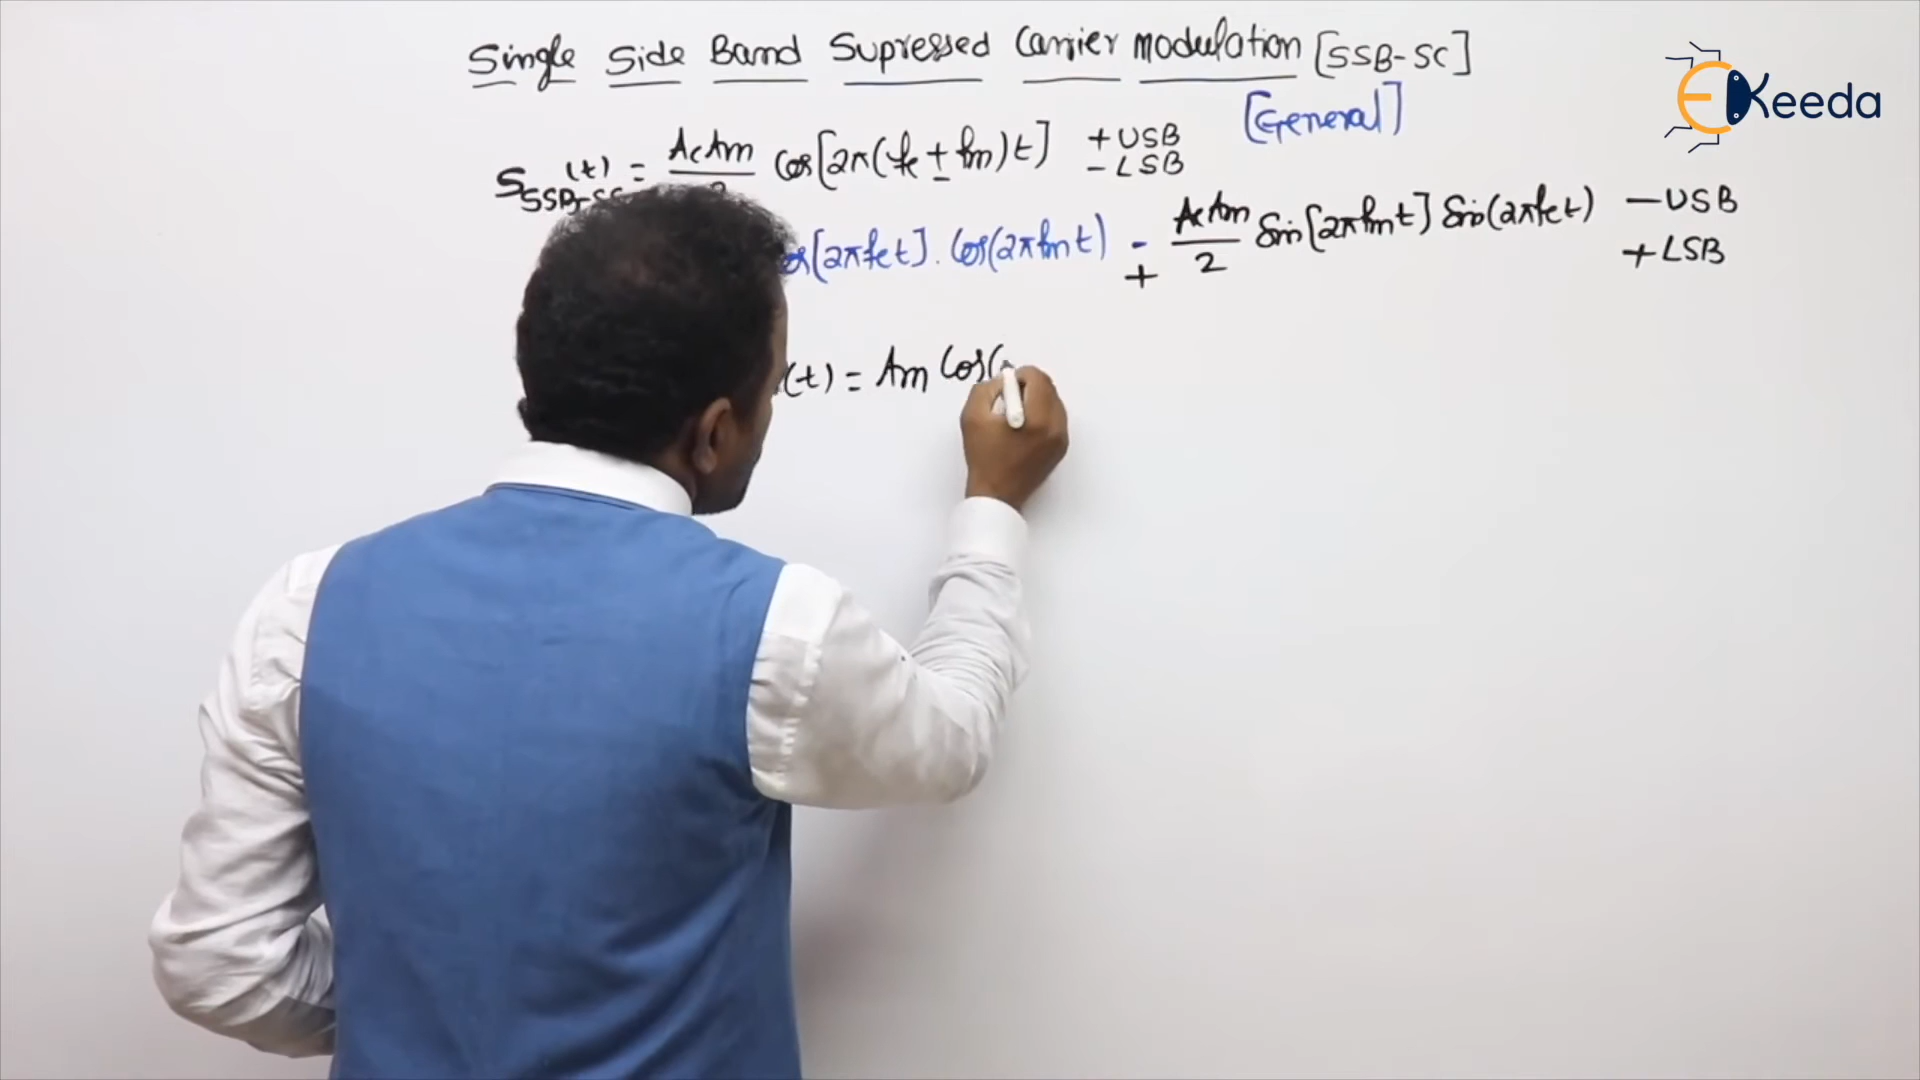 Single Side Band Supressed Carrier Modulation [SSB-SC]
EKeeda
[General]
S SSB-SC (t) = AcAm/2 Cos[2π(fc ± fm)t] + USB
- LSB
Cos[2πfct] . Cos(2πfmt) - + AcAm/2 Sin[2πfmt] Sin(2πfct) - USB
+ LSB
(t) = Am Cos(